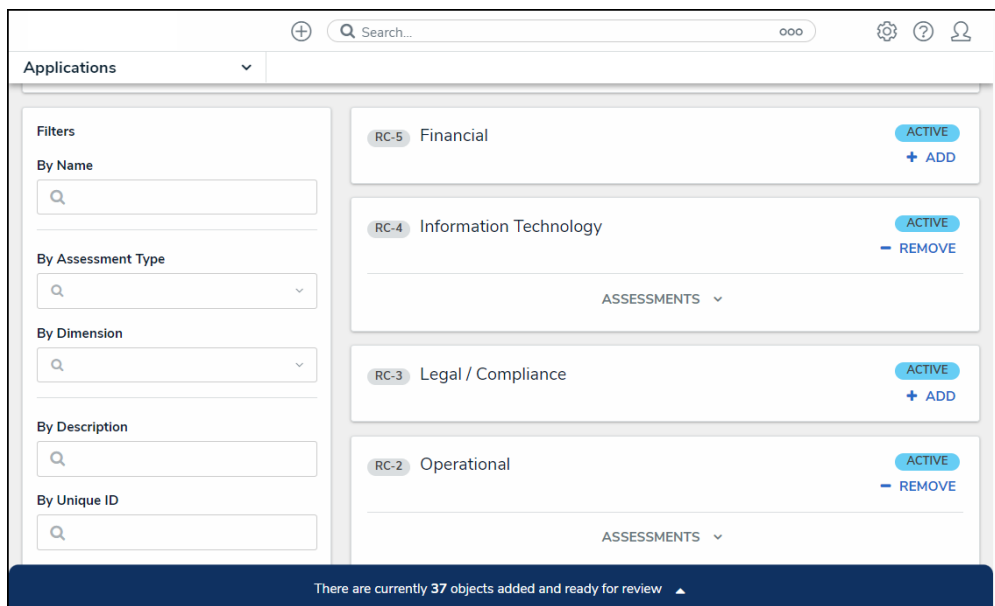 Search...
Applications
Filters
By Name
By Assessment Type
By Dimension
By Description
By Unique ID
RC-5 Financial
ACTIVE
+ ADD
RC-4 Information Technology
ACTIVE
− REMOVE
ASSESSMENTS
RC-3 Legal / Compliance
ACTIVE
+ ADD
RC-2 Operational
ACTIVE
− REMOVE
ASSESSMENTS
There are currently 37 objects added and ready for review